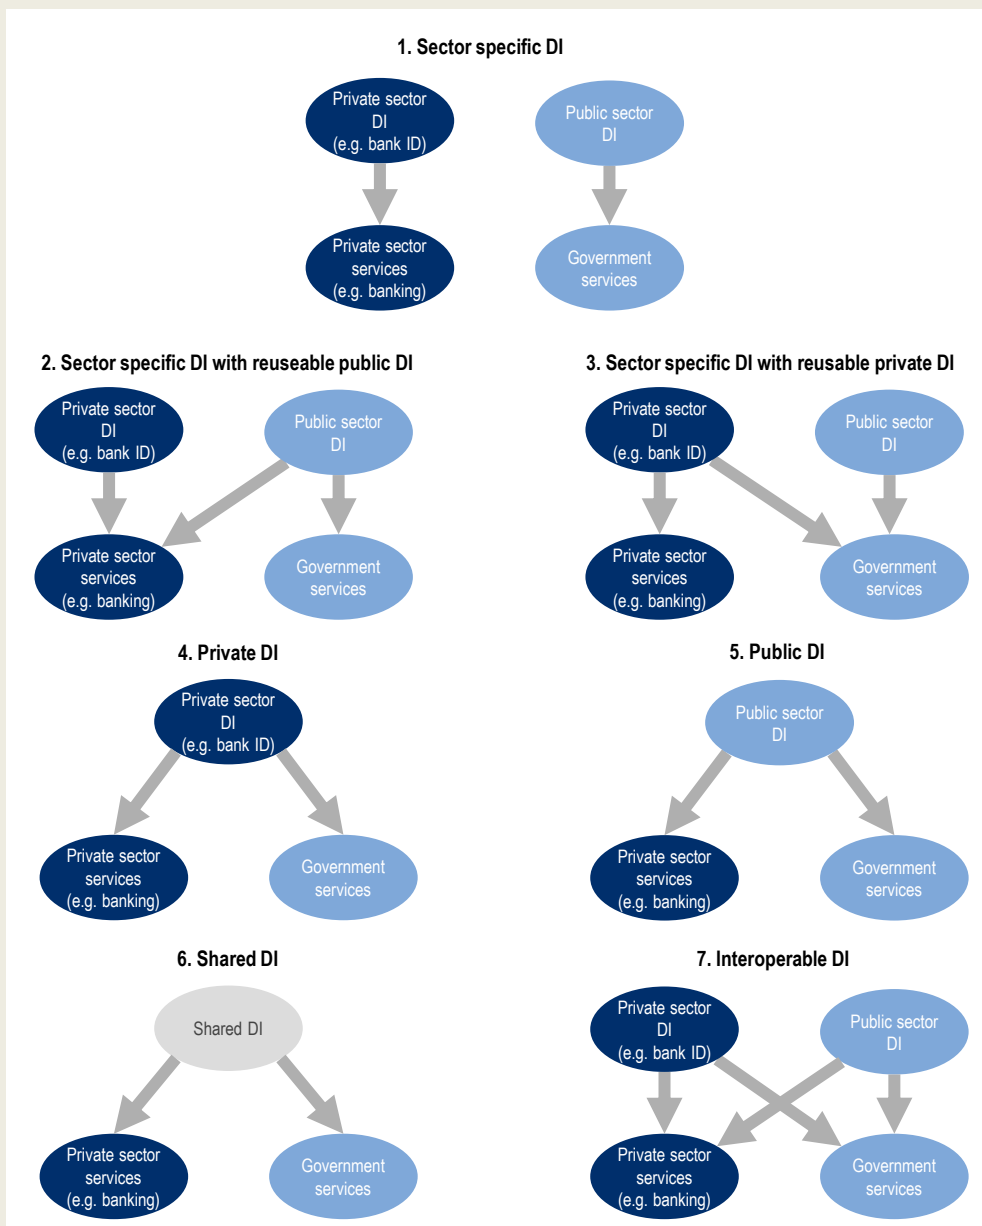 1. Sector specific DI
Private sector
DI
(e.g. bank ID)
Public sector
DI
Private sector
services
(e.g. banking)
Government
services
2. Sector specific DI with reuseable public DI
Private sector
DI
(e.g. bank ID)
Public sector
DI
Private sector
services
(e.g. banking)
Government
services
3. Sector specific DI with reusable private DI
Private sector
DI
(e.g. bank ID)
Public sector
DI
Private sector
services
(e.g. banking)
Government
services
4. Private DI
Private sector
DI
(e.g. bank ID)
Private sector
services
(e.g. banking)
Government
services
5. Public DI
Public sector
DI
Private sector
services
(e.g. banking)
Government
services
6. Shared DI
Shared DI
Private sector
services
(e.g. banking)
Government
services
7. Interoperable DI
Private sector
DI
(e.g. bank ID)
Public sector
DI
Private sector
services
(e.g. banking)
Government
services